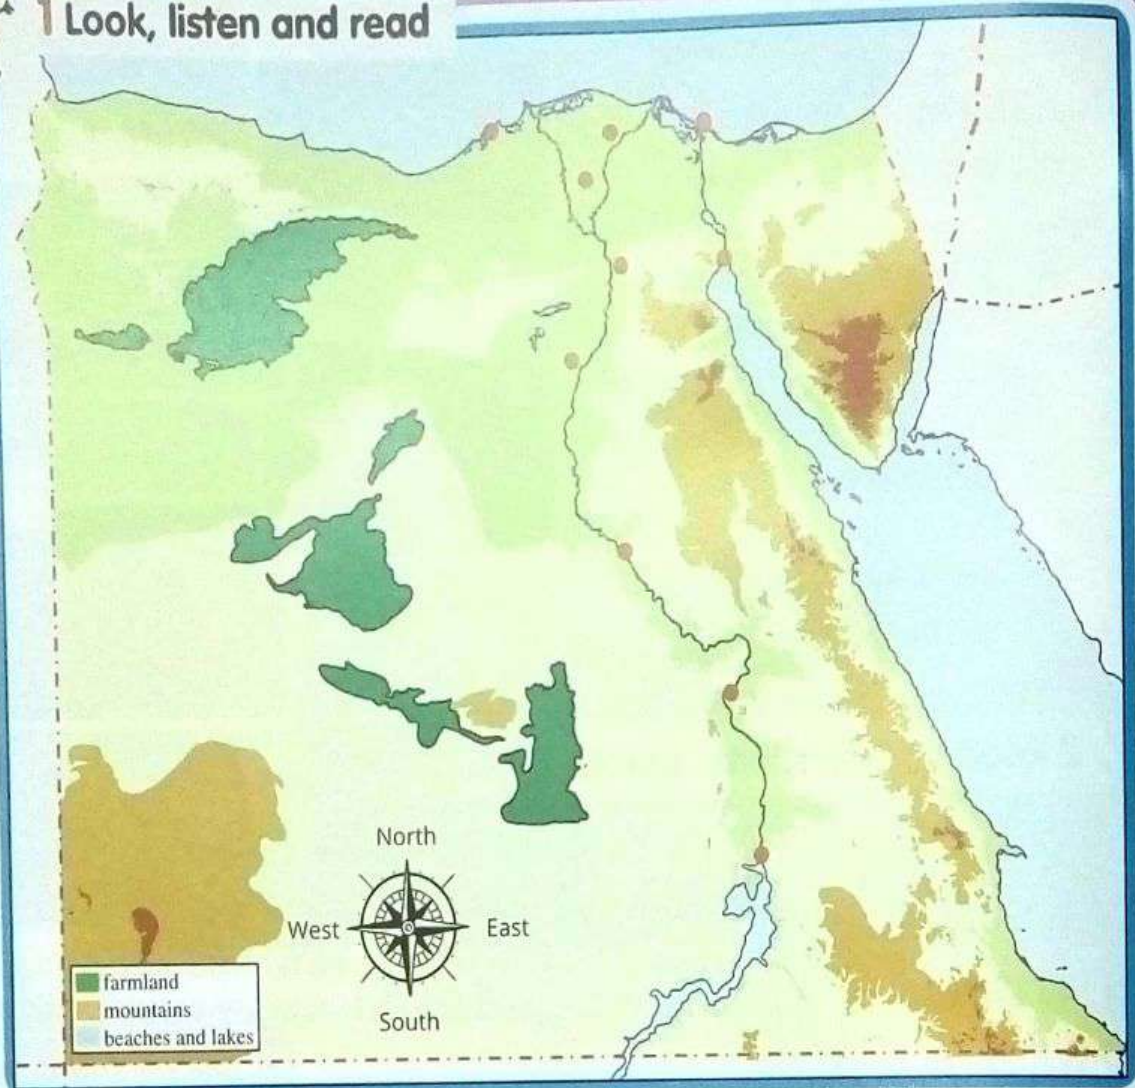 1 Look, listen and read
North
West
East
South
farmland
mountains
beaches and lakes